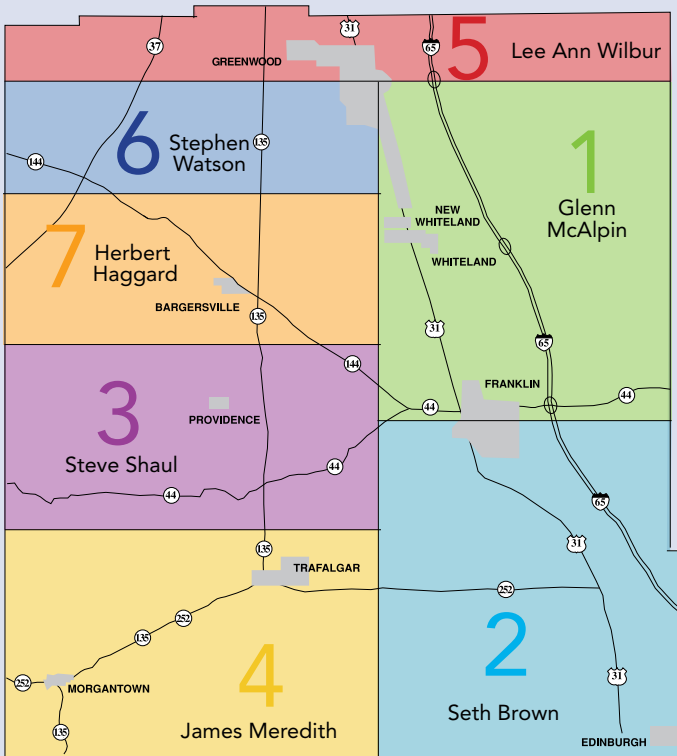 31
65
37
5
Lee Ann Wilbur
GREENWOOD
6
Stephen
Watson
135
144
1
Glenn
McAlpin
NEW
WHITELAND
WHITELAND
7
Herbert
Haggard
BARGERSVILLE
135
31
65
144
3
Steve Shaul
PROVIDENCE
FRANKLIN
44
44
44
44
65
31
135
TRAFALGAR
252
252
135
252
MORGANTOWN
135
4
James Meredith
2
Seth Brown
31
EDINBURGH